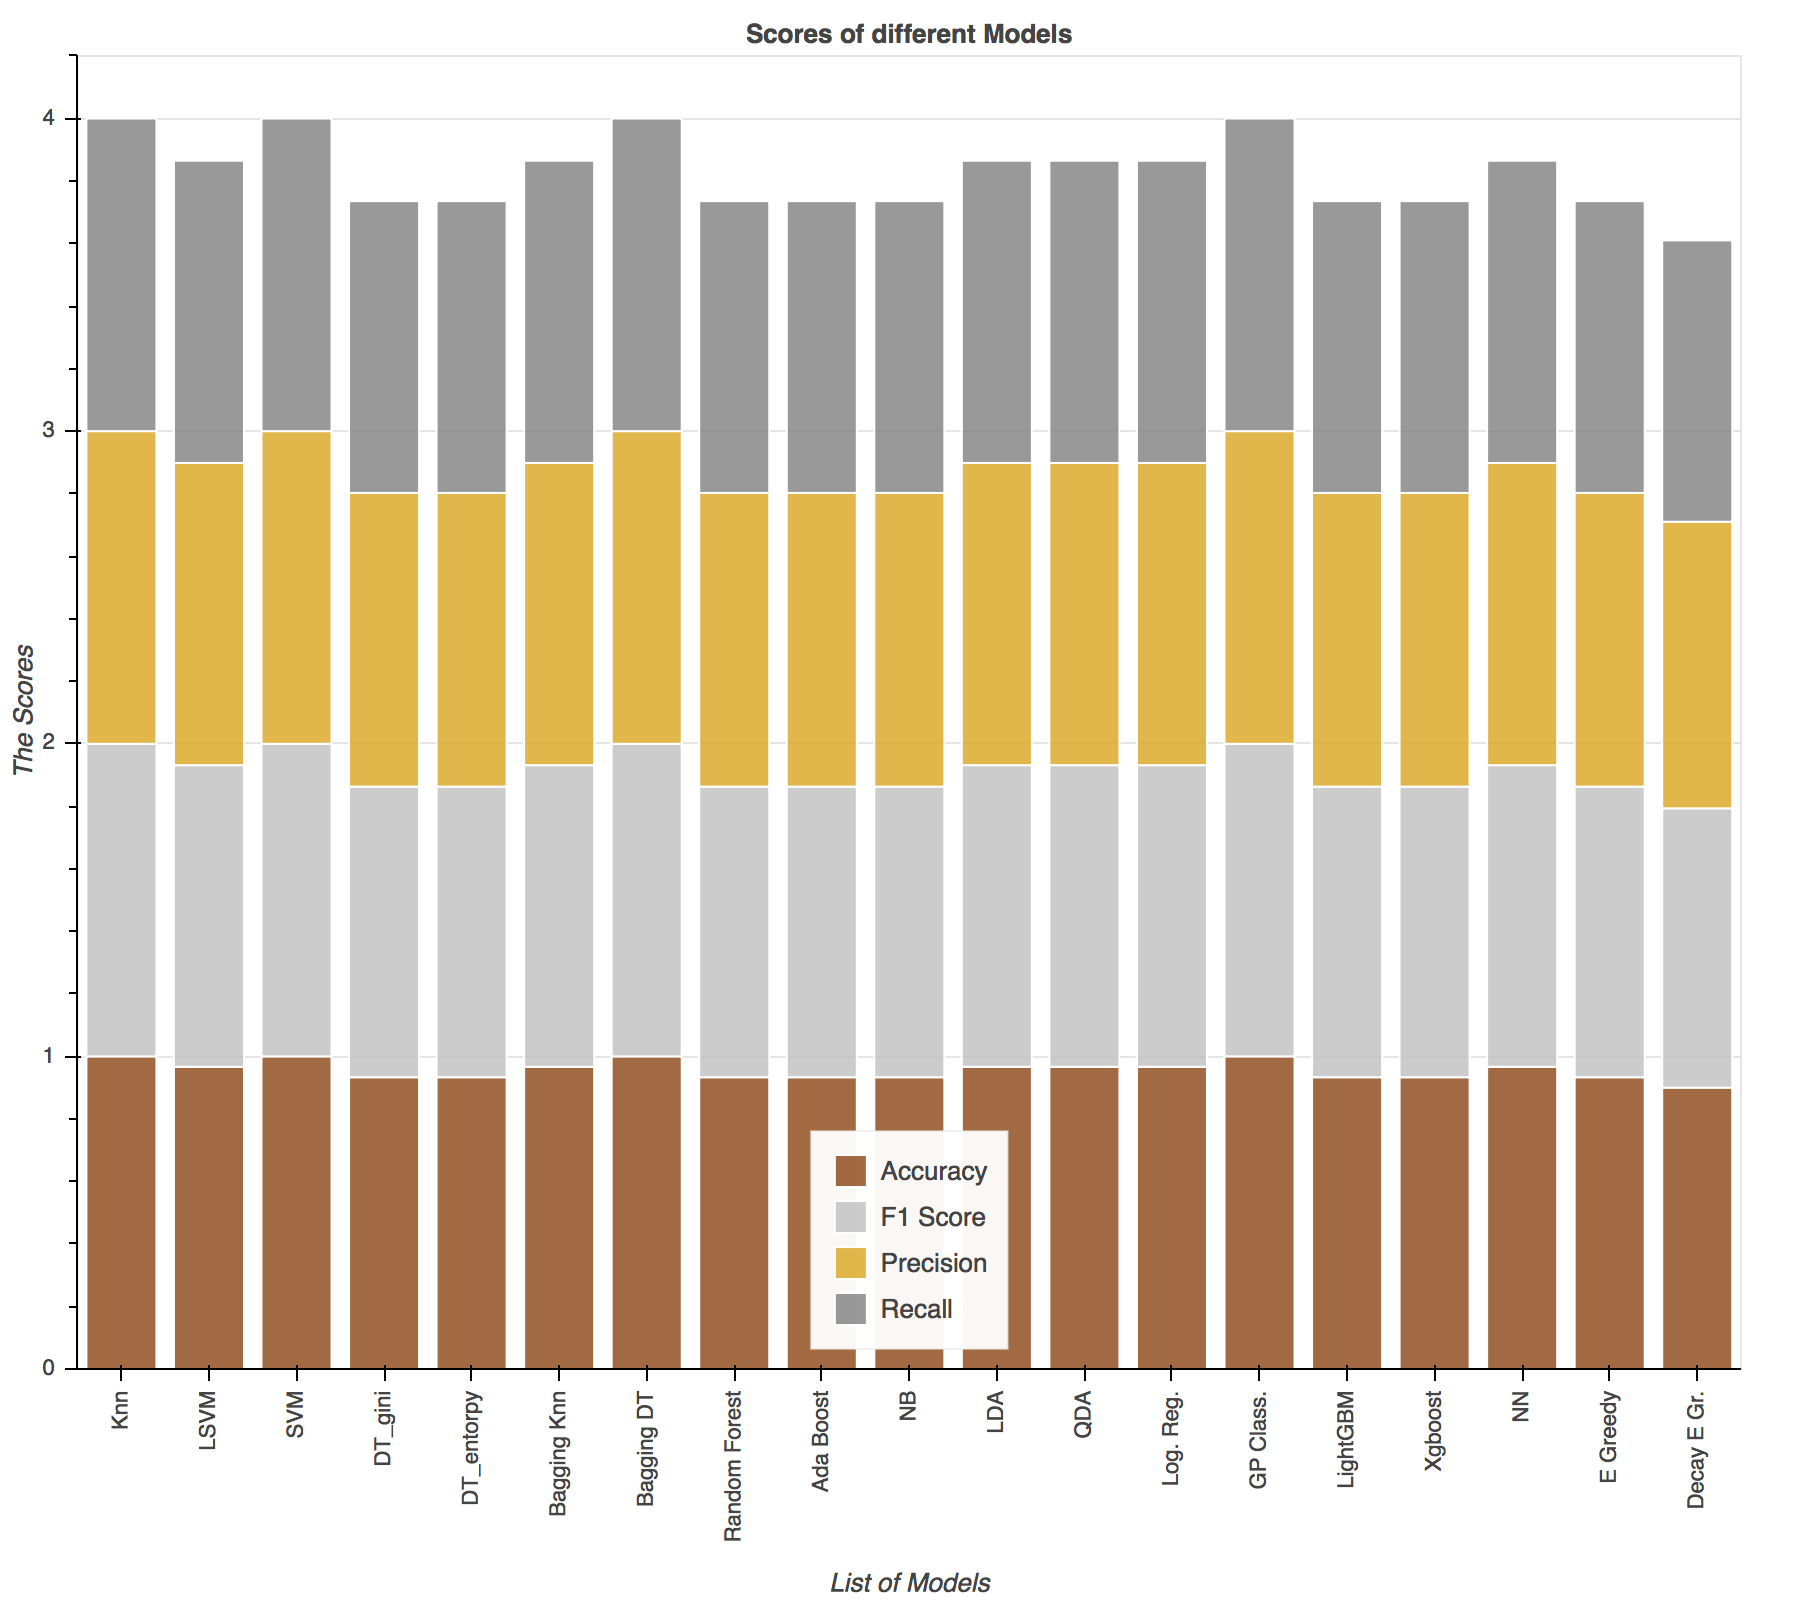 Scores of different Models
The Scores
4
3
2
1
0
Accuracy
F1 Score
Precision
Recall
Knn
LSVM
SVM
DT_gini
DT_entorpy
Bagging Knn
Bagging DT
Random Forest
Ada Boost
NB
LDA
QDA
Log. Reg.
GP Class.
LightGBM
Xgboost
NN
E Greedy
Decay E Gr.
List of Models